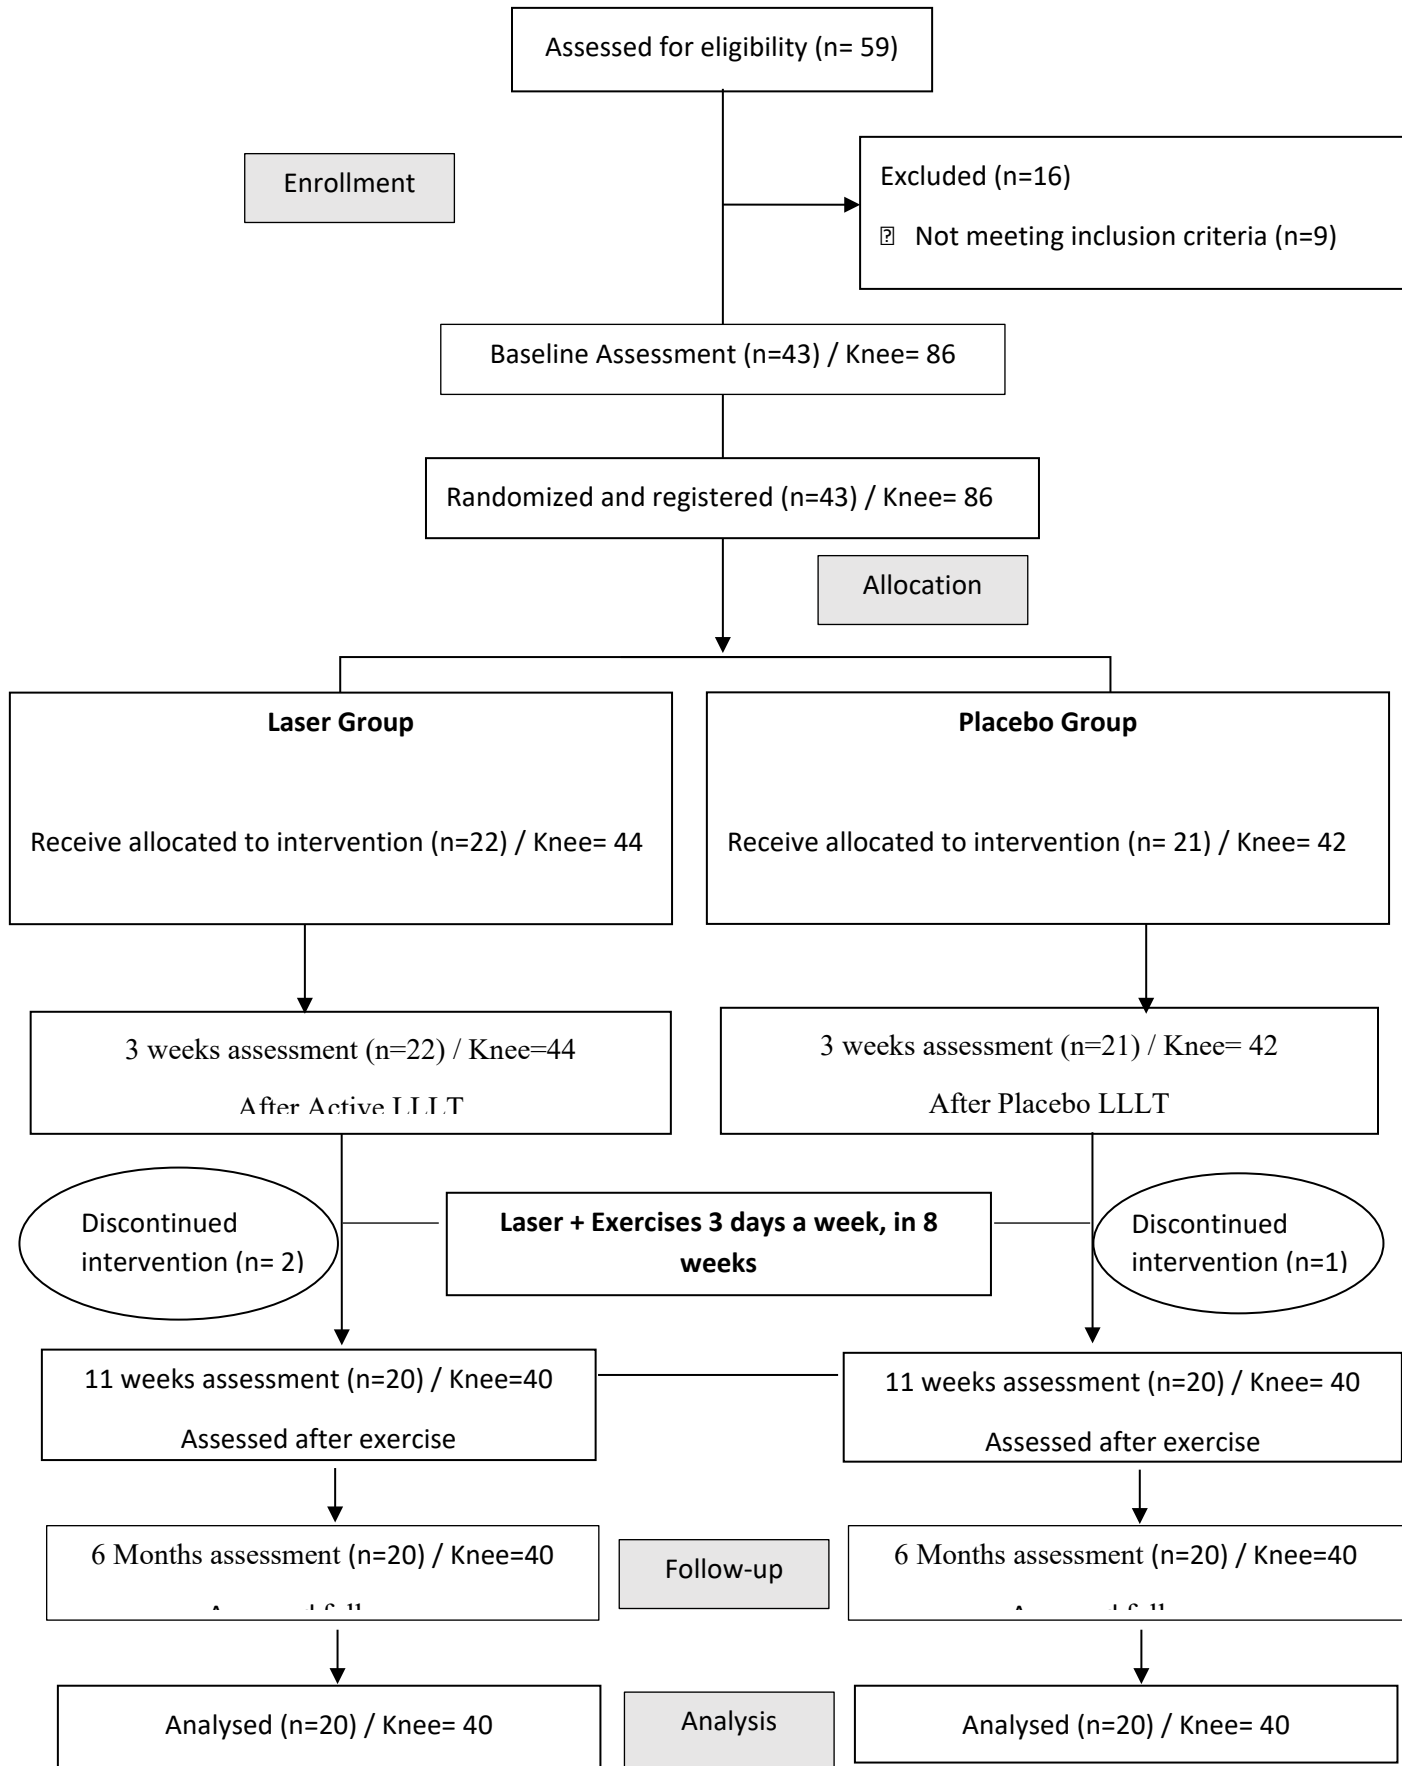 Assessed for eligibility (n= 59)
Enrollment
Excluded (n=16)
Not meeting inclusion criteria (n=9)
Baseline Assessment (n=43) / Knee= 86
Randomized and registered (n=43) / Knee= 86
Allocation
Laser Group
Receive allocated to intervention (n=22) / Knee= 44
Placebo Group
Receive allocated to intervention (n= 21) / Knee= 42
3 weeks assessment (n=22) / Knee=44
After Active LLLT
3 weeks assessment (n=21) / Knee= 42
After Placebo LLLT
Discontinued
intervention (n= 2)
Laser + Exercises 3 days a week, in 8
weeks
Discontinued
intervention (n=1)
11 weeks assessment (n=20) / Knee=40
Assessed after exercise
11 weeks assessment (n=20) / Knee= 40
Assessed after exercise
6 Months assessment (n=20) / Knee=40
Follow-up
6 Months assessment (n=20) / Knee=40
Analysed (n=20) / Knee= 40
Analysis
Analysed (n=20) / Knee= 40